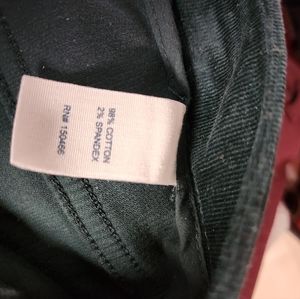 98% COTTON
2% SPANDEX
RN# 150466